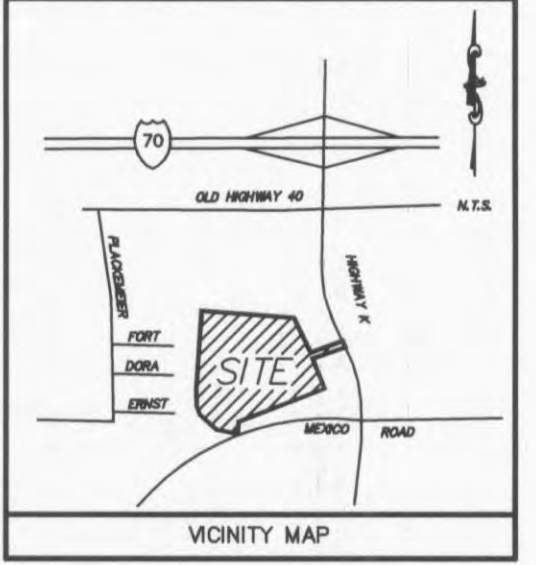 70
OLD HIGHWAY 40
N.T.S.
PLACKEMEIER
HIGHWAY K
FORT
SITE
DORA
ERNST
MEXICO ROAD
VICINITY MAP